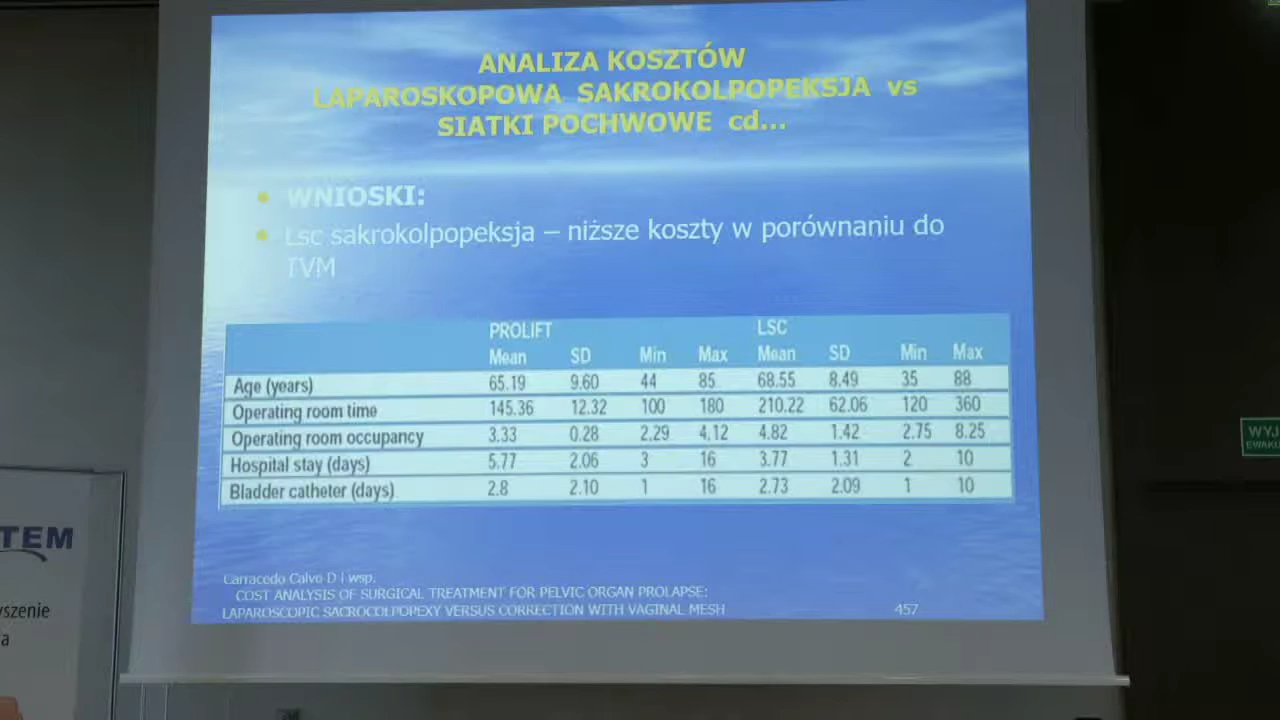 ANALIZA KOSZTÓW
LAPAROSKOPOWA SAKROKOLPOPEKSJA vs
SIATKI POCHWOWE cd...
WNIOSKI:
Lsc sakrokolpopeksja – niższe koszty w porównaniu do
TVM
PROLIFT LSC
Mean SD Min Max Mean SD Min Max
Age (years) 65.19 9.60 44 85 68.55 8.49 35 88
Operating room time 145.36 12.32 100 180 210.22 62.06 120 360
Operating room occupancy 3.33 0.28 2.29 4.12 4.82 1.42 2.75 8.25
Hospital stay (days) 5.77 2.06 3 16 3.77 1.31 2 10
Bladder catheter (days) 2.8 2.10 1 16 2.73 2.09 1 10
Carracedo Calvo D i wsp.
COST ANALYSIS OF SURGICAL TREATMENT FOR PELVIC ORGAN PROLAPSE:
LAPAROSCOPIC SACROCOLPOPEXY VERSUS CORRECTION WITH VAGINAL MESH
457
TEM
yszenie
a
WYJ
EWAKU